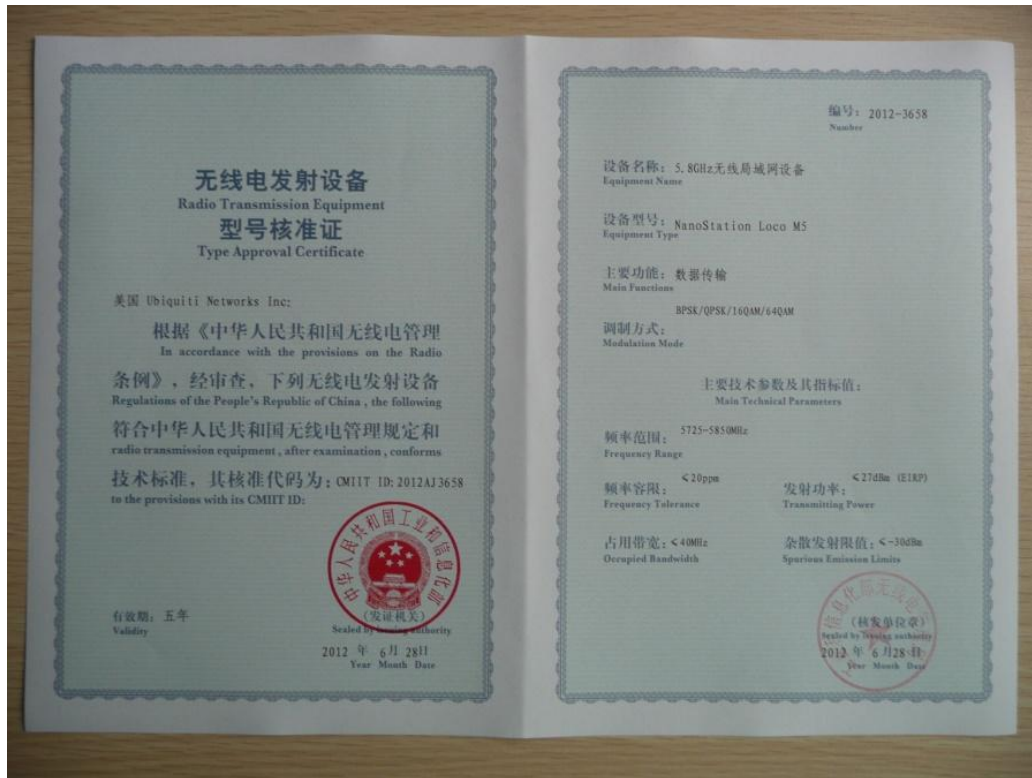 无线电发射设备
Radio Transmission Equipment
型号核准证
Type Approval Certificate
美国 Ubiquiti Networks Inc:
根据《中华人民共和国无线电管理
In accordance with the provisions on the Radio
条例》，经审查，下列无线电发射设备
Regulations of the People's Republic of China , the following
符合中华人民共和国无线电管理规定和
radio transmission equipment , after examination , conforms
技术标准，其核准代码为：CMIIT ID:2012AJ3658
to the provisions with its CMIIT ID:
中华人民共和国工业和信息化部
有效期：五年
Validity
(发证机关)
Sealed by issuing authority
2012 年 6月 28日
Year Month Date
编号：2012-3658
Number
设备名称：5.8GHz无线局域网设备
Equipment Name
设备型号：NanoStation Loco M5
Equipment Type
主要功能：数据传输
Main Functions
BPSK/QPSK/16QAM/64QAM
调制方式：
Modulation Mode
主要技术参数及其指标值：
Main Technical Parameters
频率范围：5725-5850MHz
Frequency Range
频率容限：≤20ppm
Frequency Tolerance
发射功率：≤27dBm (EIRP)
Transmitting Power
占用带宽：≤40MHz
Occupied Bandwidth
杂散发射限值：≤-30dBm
Spurious Emission Limits
(核发单位章)
Sealed by issuing authority
2012 年 6月28日
Year Month Date